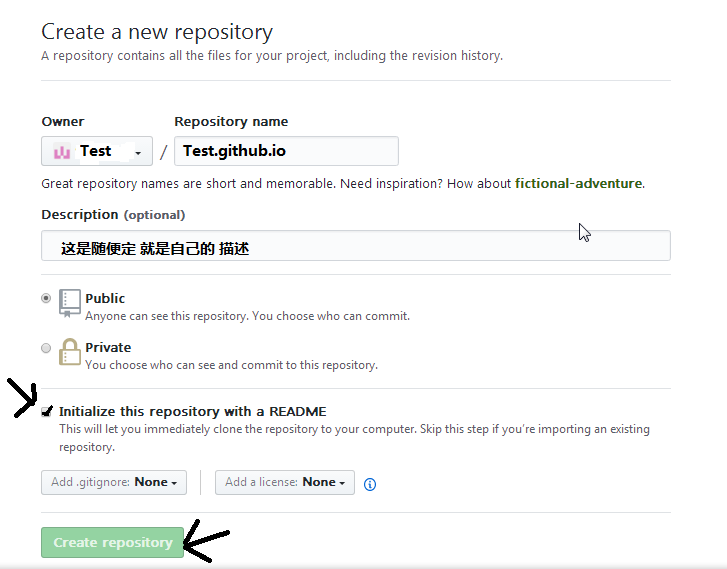 Create a new repository
A repository contains all the files for your project, including the revision history.
Owner
Repository name
Test
/
Test.github.io
Great repository names are short and memorable. Need inspiration? How about fictional-adventure.
Description (optional)
这是随便定 就是自己的 描述
Public
Anyone can see this repository. You choose who can commit.
Private
You choose who can see and commit to this repository.
Initialize this repository with a README
This will let you immediately clone the repository to your computer. Skip this step if you’re importing an existing
repository.
Add .gitignore: None
Add a license: None
Create repository